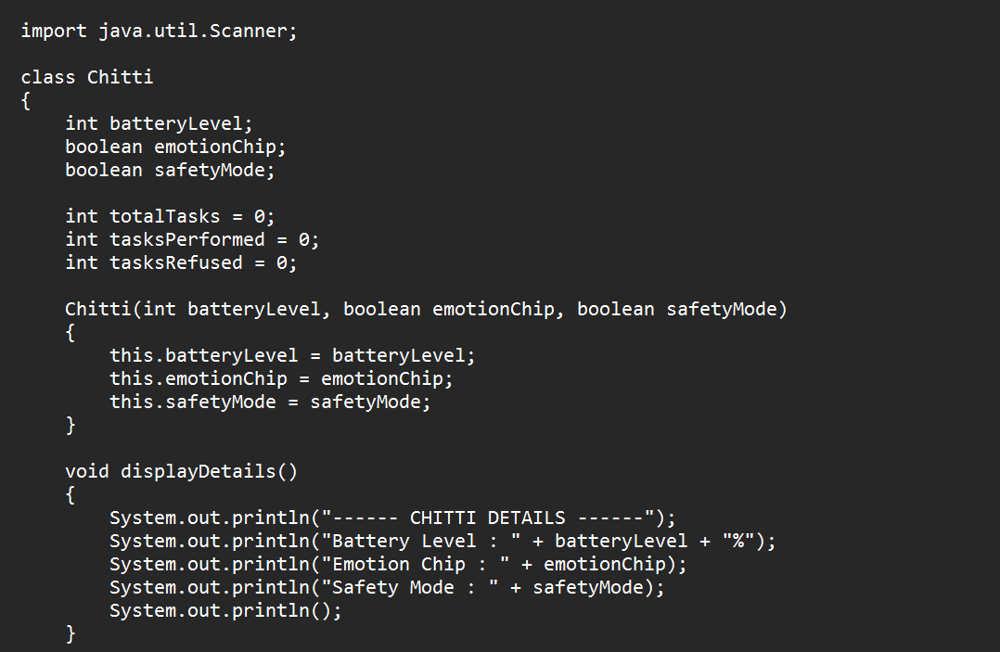 import java.util.Scanner;

class Chitti
{
    int batteryLevel;
    boolean emotionChip;
    boolean safetyMode;

    int totalTasks = 0;
    int tasksPerformed = 0;
    int tasksRefused = 0;

    Chitti(int batteryLevel, boolean emotionChip, boolean safetyMode)
    {
        this.batteryLevel = batteryLevel;
        this.emotionChip = emotionChip;
        this.safetyMode = safetyMode;
    }

    void displayDetails()
    {
        System.out.println("------ CHITTI DETAILS ------");
        System.out.println("Battery Level : " + batteryLevel + "%");
        System.out.println("Emotion Chip : " + emotionChip);
        System.out.println("Safety Mode : " + safetyMode);
        System.out.println();
    }